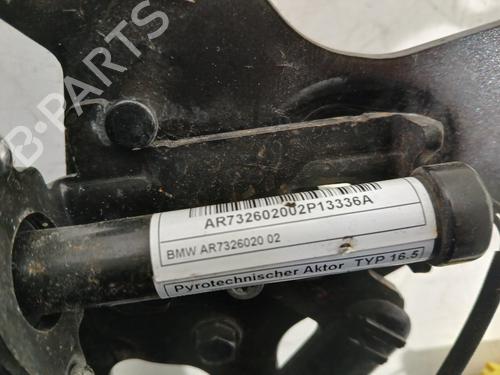 B-PARTS
AR732602002P13336A
BMW AR7326020 02
Pyrotechnischer Aktor TYP 16.5